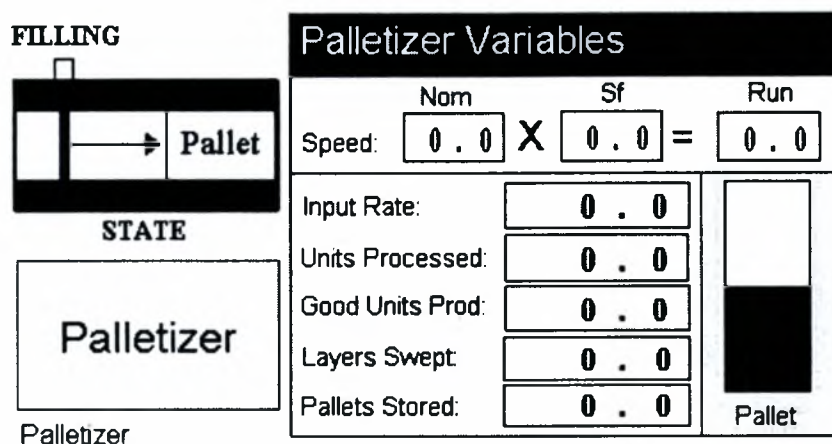 FILLING
Pallet
STATE
Palletizer
Palletizer
Palletizer Variables
Nom Sf Run
Speed: 0.0 X 0.0 = 0.0
Input Rate: 0.0
Units Processed: 0.0
Good Units Prod: 0.0
Layers Swept: 0.0
Pallets Stored: 0.0
Pallet